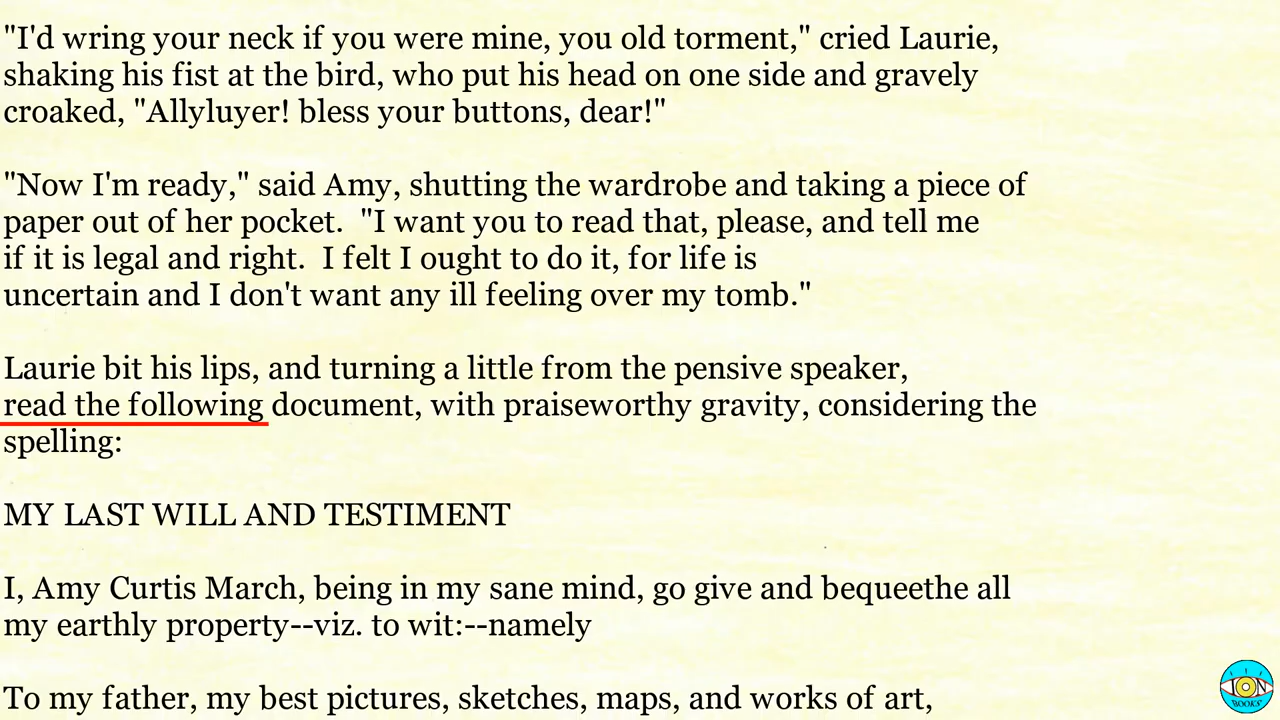 "I'd wring your neck if you were mine, you old torment," cried Laurie,
shaking his fist at the bird, who put his head on one side and gravely
croaked, "Allyluyer! bless your buttons, dear!"
"Now I'm ready," said Amy, shutting the wardrobe and taking a piece of
paper out of her pocket.  "I want you to read that, please, and tell me
if it is legal and right.  I felt I ought to do it, for life is
uncertain and I don't want any ill feeling over my tomb."
Laurie bit his lips, and turning a little from the pensive speaker,
read the following document, with praiseworthy gravity, considering the
spelling:
MY LAST WILL AND TESTIMENT
I, Amy Curtis March, being in my sane mind, go give and bequeethe all
my earthly property--viz. to wit:--namely
To my father, my best pictures, sketches, maps, and works of art,
ION
BOOKS